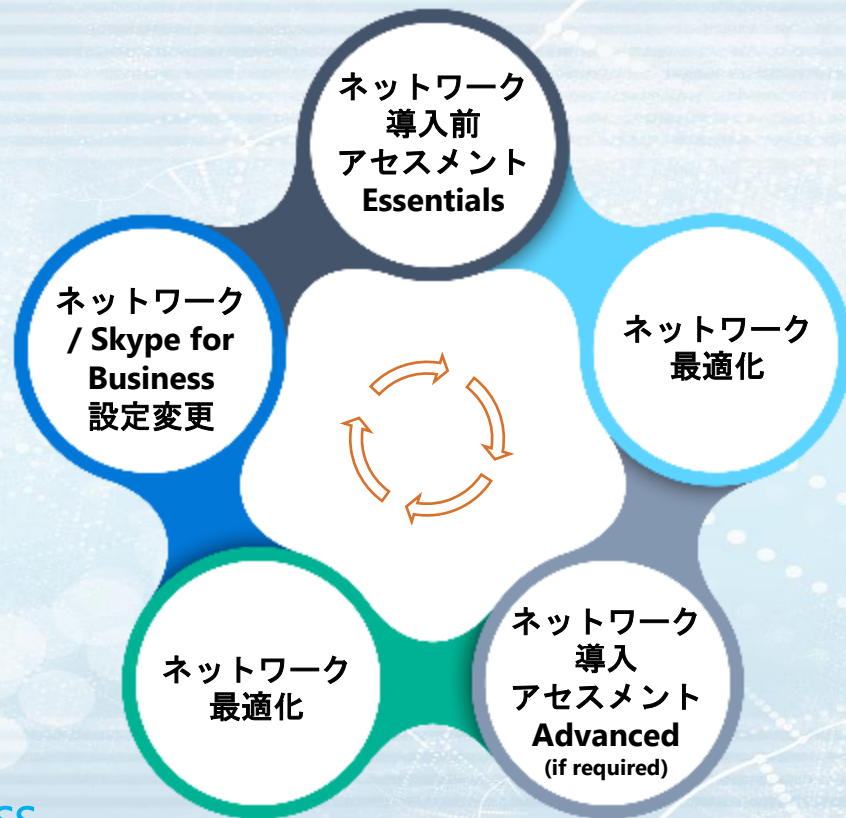 ネットワーク
導入前
アセスメント
Essentials
ネットワーク
最適化
ネットワーク
導入
アセスメント
Advanced
(if required)
ネットワーク
最適化
ネットワーク
/ Skype for
Business
設定変更